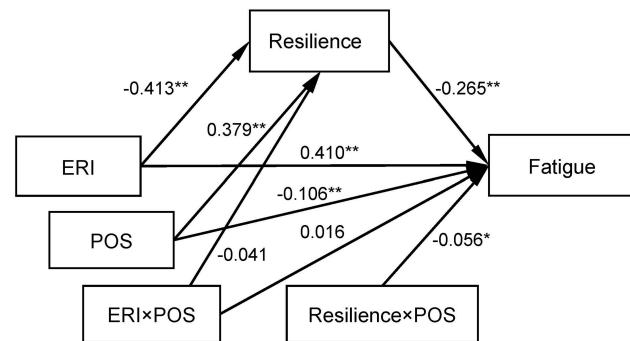 Resilience
-0.413**
-0.265**
0.379**
0.410**
ERI
Fatigue
-0.106**
POS
0.016
-0.041
-0.056*
ERI×POS
Resilience×POS